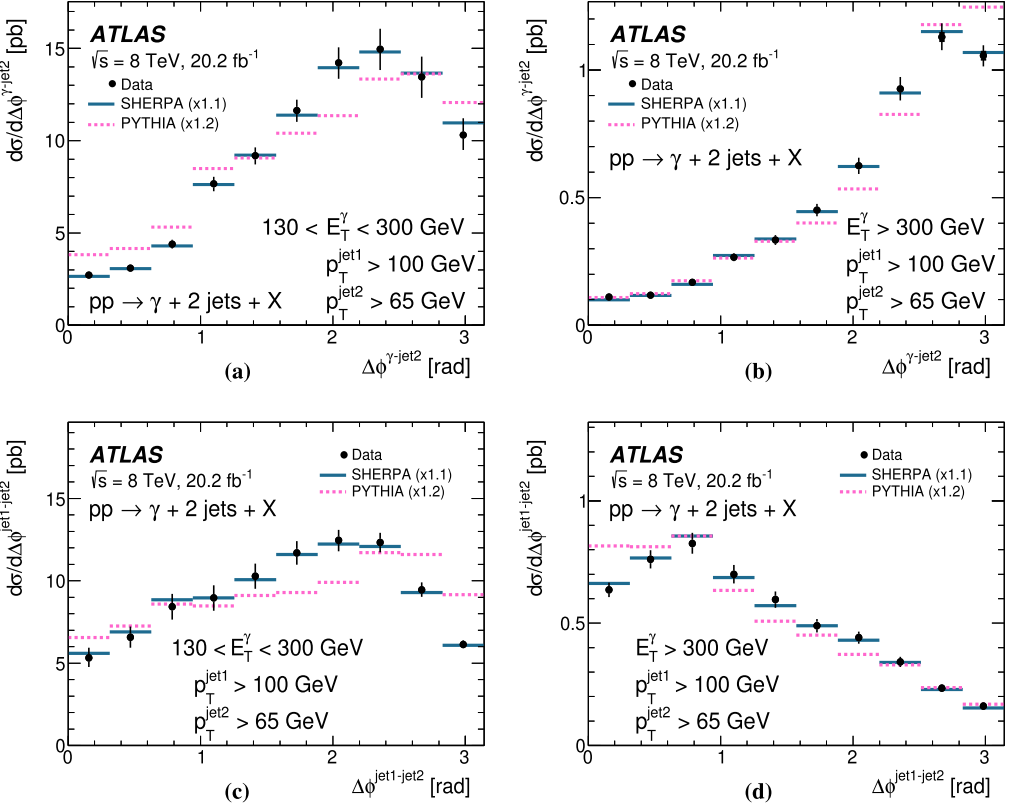 dσ/dΔϕ^γ-jet2 [pb]
ATLAS
√s = 8 TeV, 20.2 fb⁻¹
Data
SHERPA (x1.1)
PYTHIA (x1.2)
130 < E_T^γ < 300 GeV
p_T^jet1 > 100 GeV
pp → γ + 2 jets + X
p_T^jet2 > 65 GeV
15
10
5
0
0 1 2 3
Δϕ^γ-jet2 [rad]
(a)
dσ/dΔϕ^γ-jet2 [pb]
ATLAS
√s = 8 TeV, 20.2 fb⁻¹
Data
SHERPA (x1.1)
PYTHIA (x1.2)
pp → γ + 2 jets + X
E_T^γ > 300 GeV
p_T^jet1 > 100 GeV
p_T^jet2 > 65 GeV
1
0.5
0
0 1 2 3
Δϕ^γ-jet2 [rad]
(b)
dσ/dΔϕ^jet1-jet2 [pb]
ATLAS
√s = 8 TeV, 20.2 fb⁻¹
pp → γ + 2 jets + X
Data
SHERPA (x1.1)
PYTHIA (x1.2)
130 < E_T^γ < 300 GeV
p_T^jet1 > 100 GeV
p_T^jet2 > 65 GeV
15
10
5
0
0 1 2 3
Δϕ^jet1-jet2 [rad]
(c)
dσ/dΔϕ^jet1-jet2 [pb]
ATLAS
√s = 8 TeV, 20.2 fb⁻¹
pp → γ + 2 jets + X
Data
SHERPA (x1.1)
PYTHIA (x1.2)
E_T^γ > 300 GeV
p_T^jet1 > 100 GeV
p_T^jet2 > 65 GeV
1
0.5
0
0 1 2 3
Δϕ^jet1-jet2 [rad]
(d)